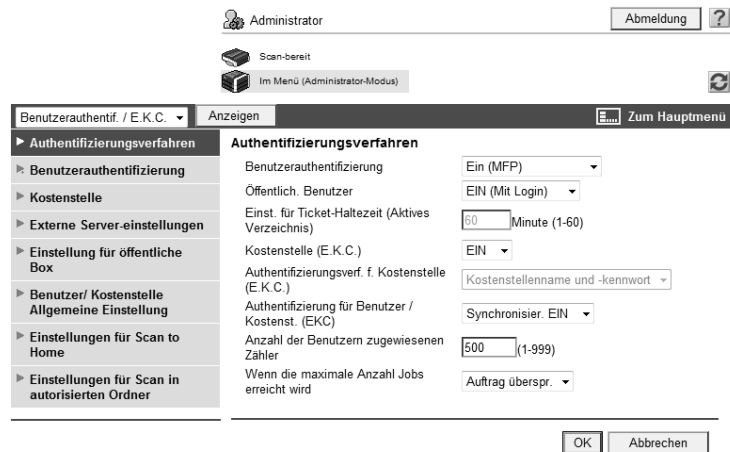 Administrator
Abmeldung
?
Scan-bereit
Im Menü (Administrator-Modus)
Benutzerauthentif. / E.K.C.
Anzeigen
Zum Hauptmenü
Authentifizierungsverfahren
Benutzerauthentifizierung
Kostenstelle
Externe Server-einstellungen
Einstellung für öffentliche
Box
Benutzer/ Kostenstelle
Allgemeine Einstellung
Einstellungen für Scan to
Home
Einstellungen für Scan in
autorisierten Ordner
Authentifizierungsverfahren
Benutzerauthentifizierung Ein (MFP)
Öffentlich. Benutzer EIN (Mit Login)
Einst. für Ticket-Haltezeit (Aktives
Verzeichnis) 60 Minute (1-60)
Kostenstelle (E.K.C.) EIN
Authentifizierungsverf. f. Kostenstelle
(E.K.C.) Kostenstellenname und -kennwort
Authentifizierung für Benutzer /
Kostenst. (EKC) Synchronisier. EIN
Anzahl der Benutzern zugewiesenen
Zähler 500 (1-999)
Wenn die maximale Anzahl Jobs
erreicht wird Auftrag überspr.
OK Abbrechen